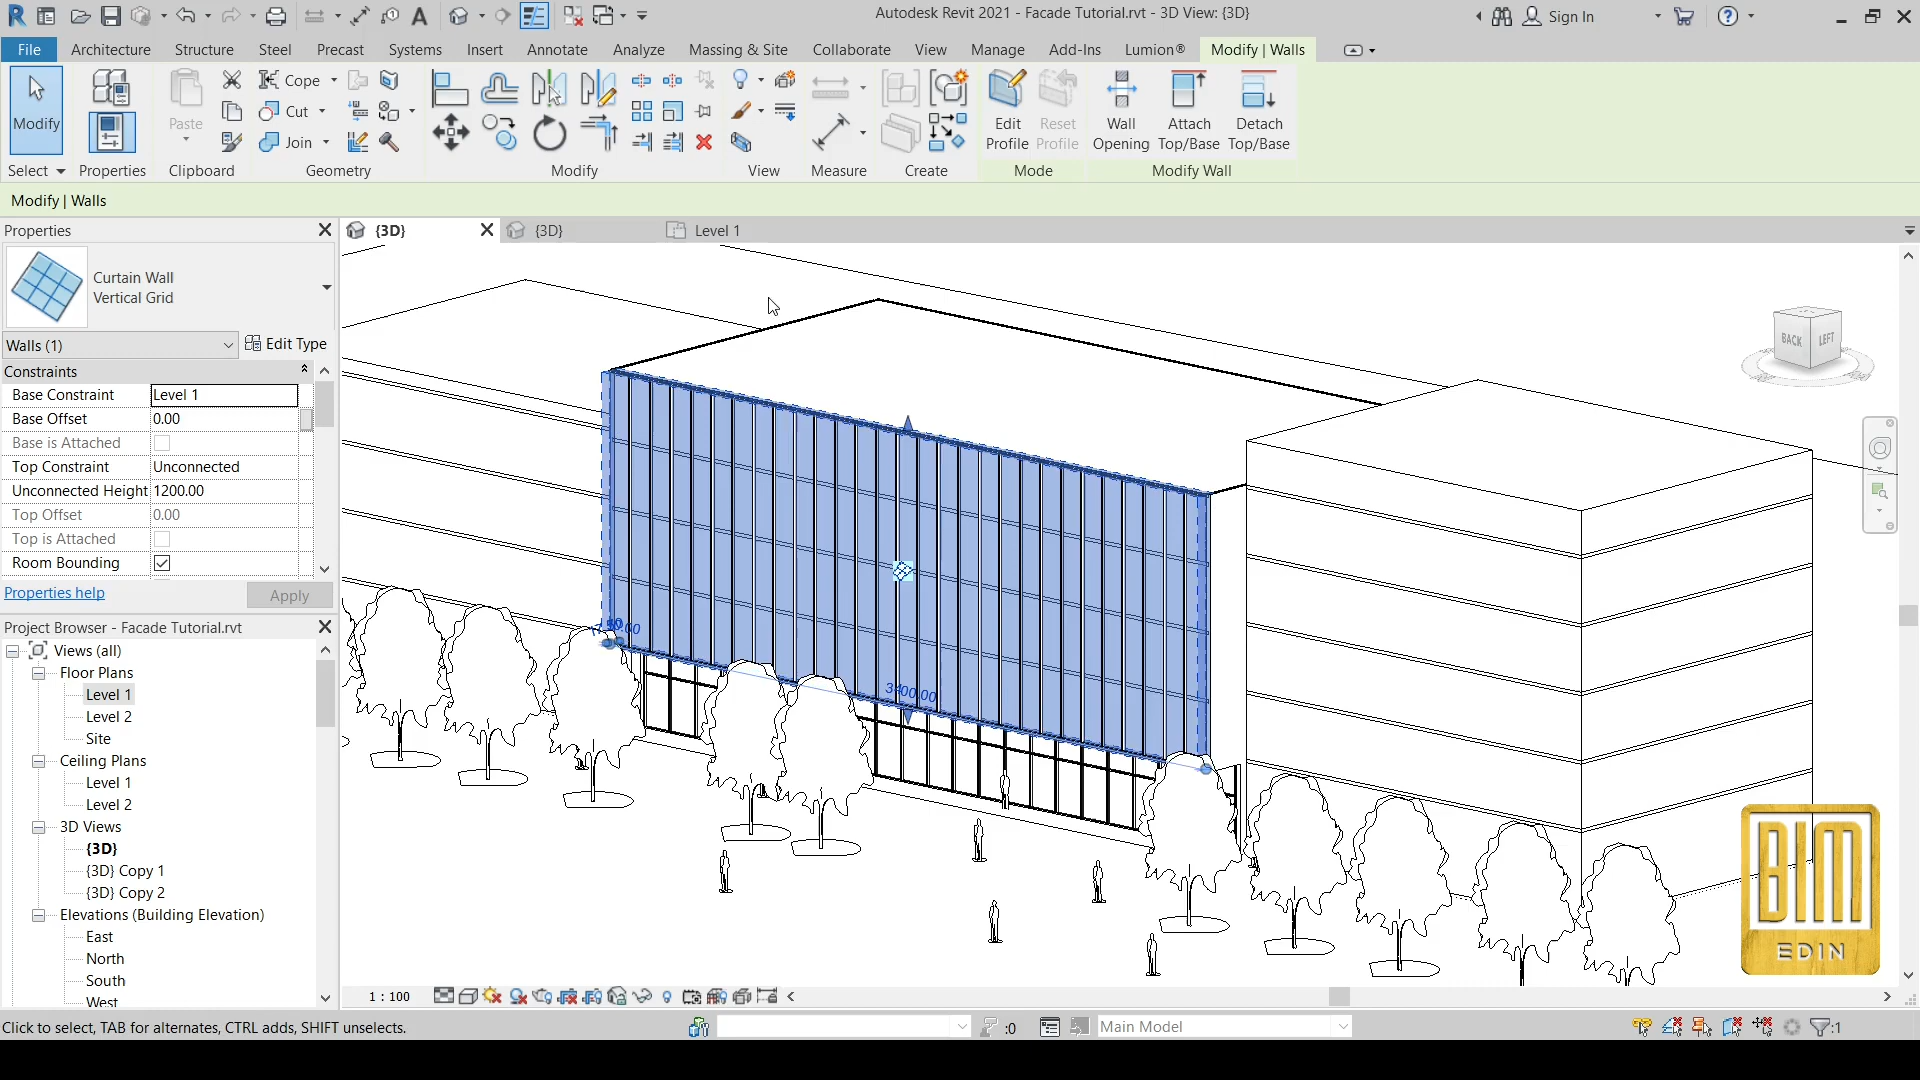 Autodesk Revit 2021 - Facade Tutorial.rvt - 3D View: {3D}
Sign In
File
Architecture
Structure
Steel
Precast
Systems
Insert
Annotate
Analyze
Massing & Site
Collaborate
View
Manage
Add-Ins
Lumion®
Modify | Walls
Modify
Paste
Cope
Cut
Join
Edit Profile
Reset Profile
Wall Opening
Attach Top/Base
Detach Top/Base
Select
Properties
Clipboard
Geometry
Modify
View
Measure
Create
Mode
Modify Wall
Modify | Walls
Properties
{3D}
{3D}
Level 1
Curtain Wall
Vertical Grid
Walls (1)
Edit Type
Constraints
Base Constraint Level 1
Base Offset 0.00
Base is Attached
Top Constraint Unconnected
Unconnected Height 1200.00
Top Offset 0.00
Top is Attached
Room Bounding
Properties help
Apply
Project Browser - Facade Tutorial.rvt
Views (all)
Floor Plans
Level 1
Level 2
Site
Ceiling Plans
Level 1
Level 2
3D Views
{3D}
{3D} Copy 1
{3D} Copy 2
Elevations (Building Elevation)
East
North
South
West
BACK
LEFT
3400.00
BIM
EDIN
1 : 100
Click to select, TAB for alternates, CTRL adds, SHIFT unselects.
:0
Main Model
:1